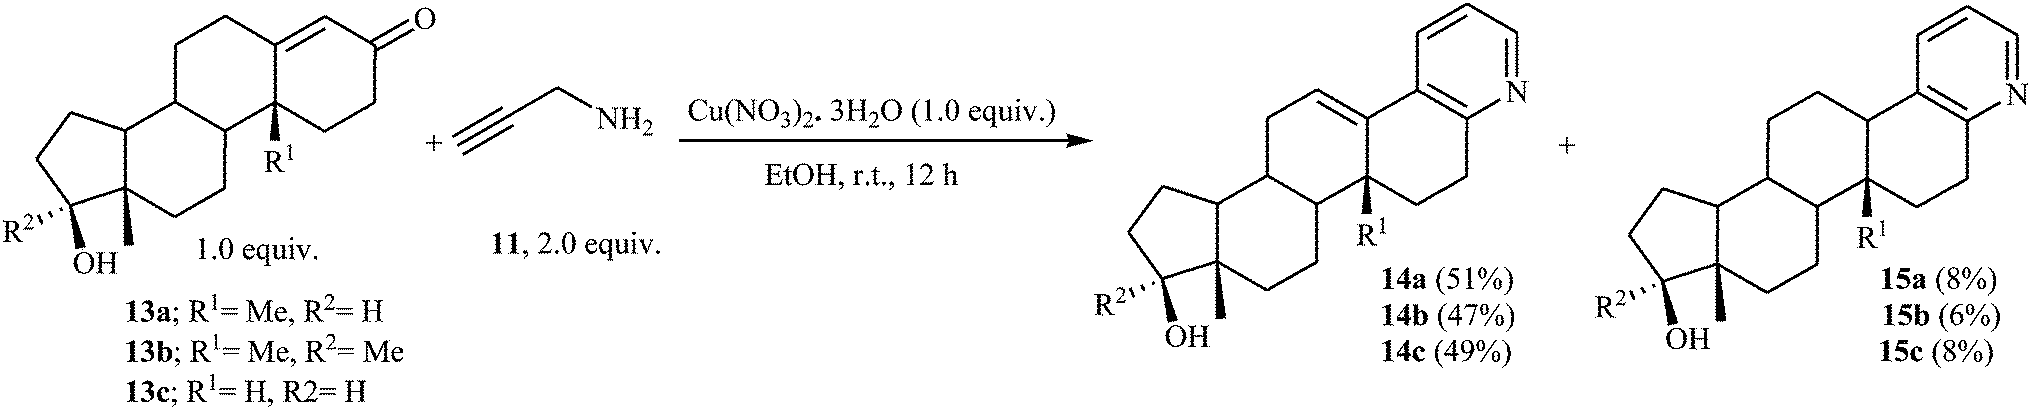 O
R¹
R²
OH
1.0 equiv.
13a; R¹= Me, R²= H
13b; R¹= Me, R²= Me
13c; R¹= H, R2= H
+
NH₂
11, 2.0 equiv.
Cu(NO₃)₂. 3H₂O (1.0 equiv.)
EtOH, r.t., 12 h
N
R¹
R²
OH
14a (51%)
14b (47%)
14c (49%)
+
N
R¹
R²
OH
15a (8%)
15b (6%)
15c (8%)